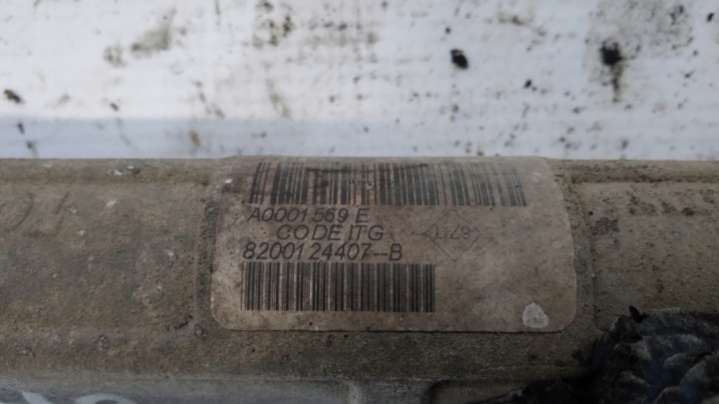 A0001569 E
CODE ITG
8200124407--B